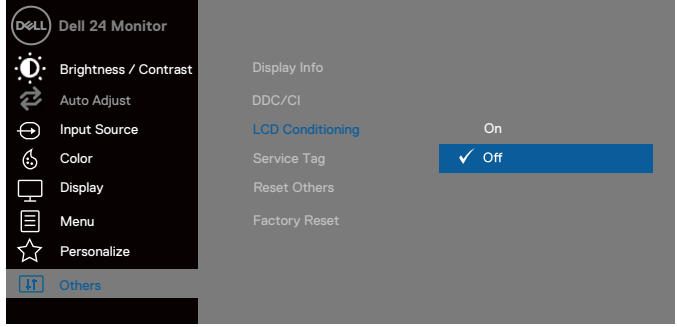 DELL Dell 24 Monitor
Brightness / Contrast
Auto Adjust
Input Source
Color
Display
Menu
Personalize
Others
Display Info
DDC/CI
LCD Conditioning
Service Tag
Reset Others
Factory Reset
On
Off